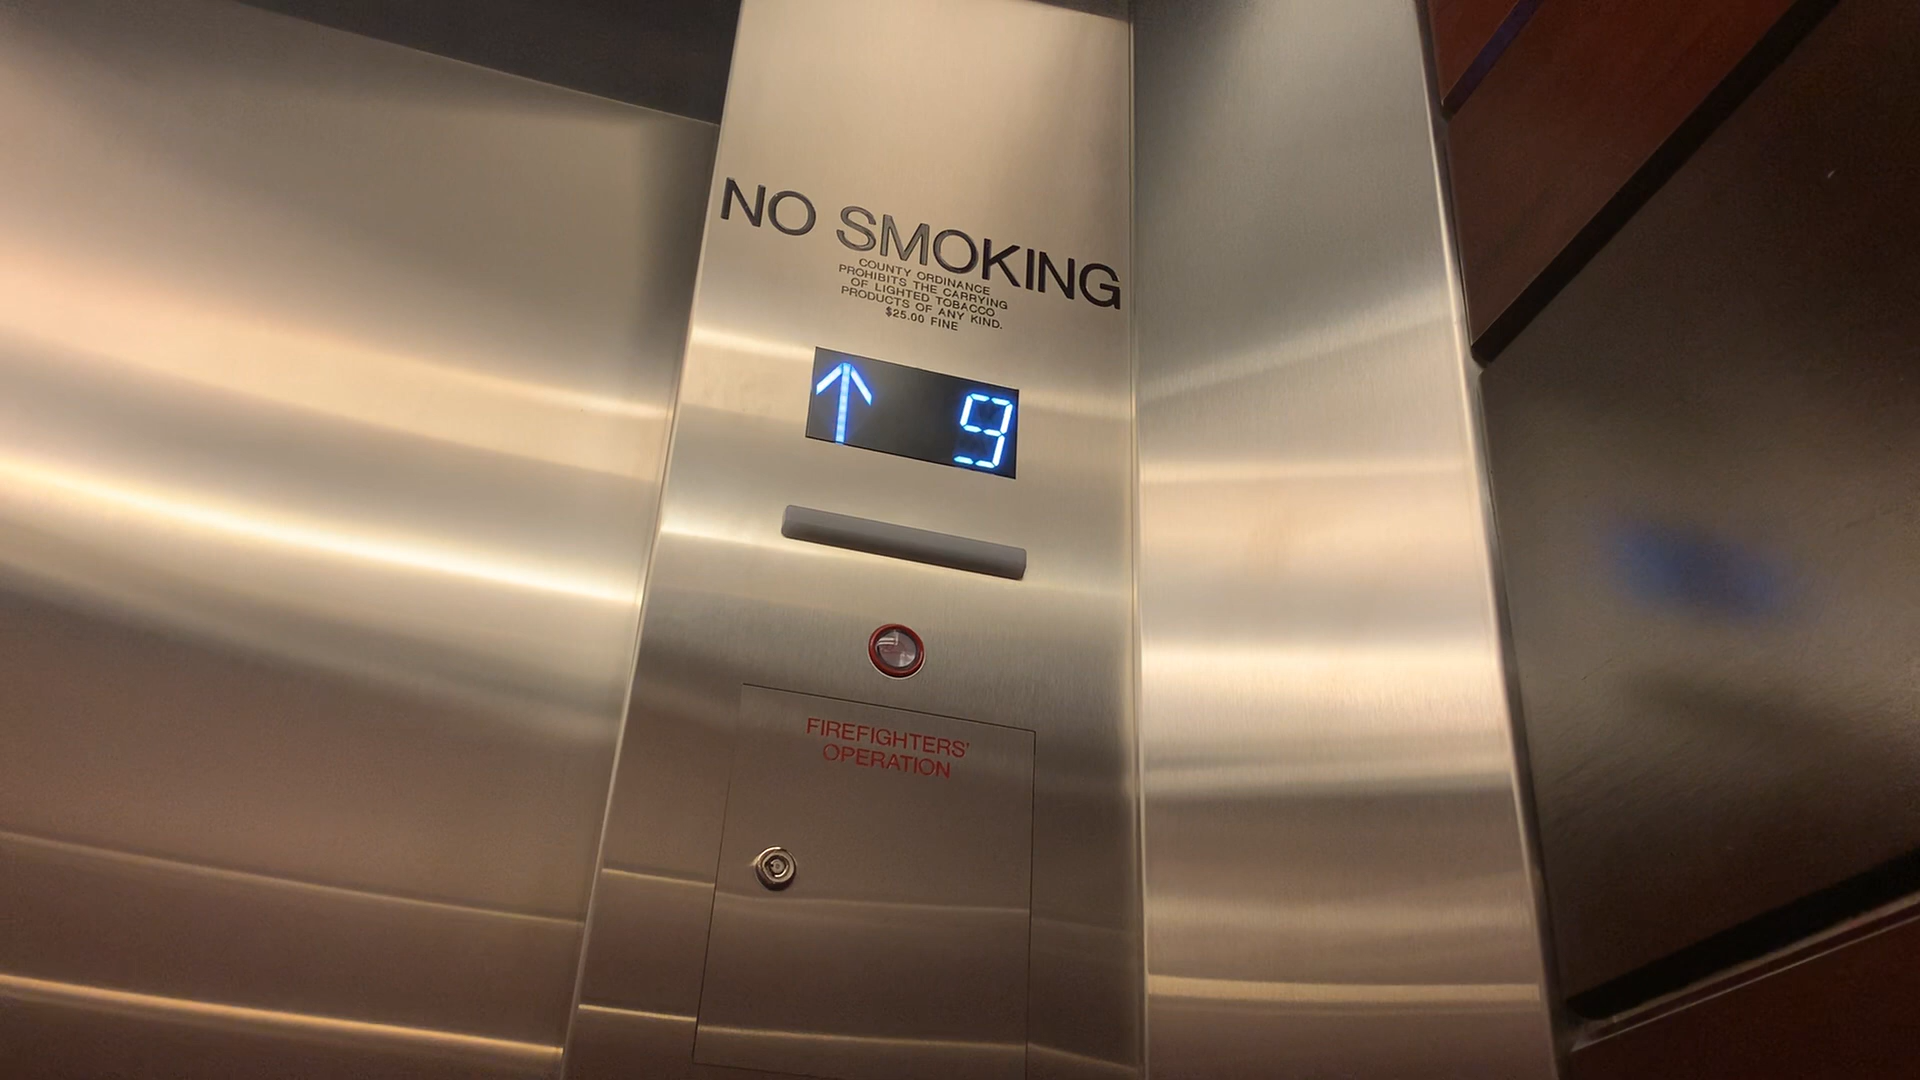 NO SMOKING
COUNTY ORDINANCE
PROHIBITS THE CARRYING
OF LIGHTED TOBACCO
PRODUCTS OF ANY KIND.
$25.00 FINE
↑ 9
FIREFIGHTERS'
OPERATION